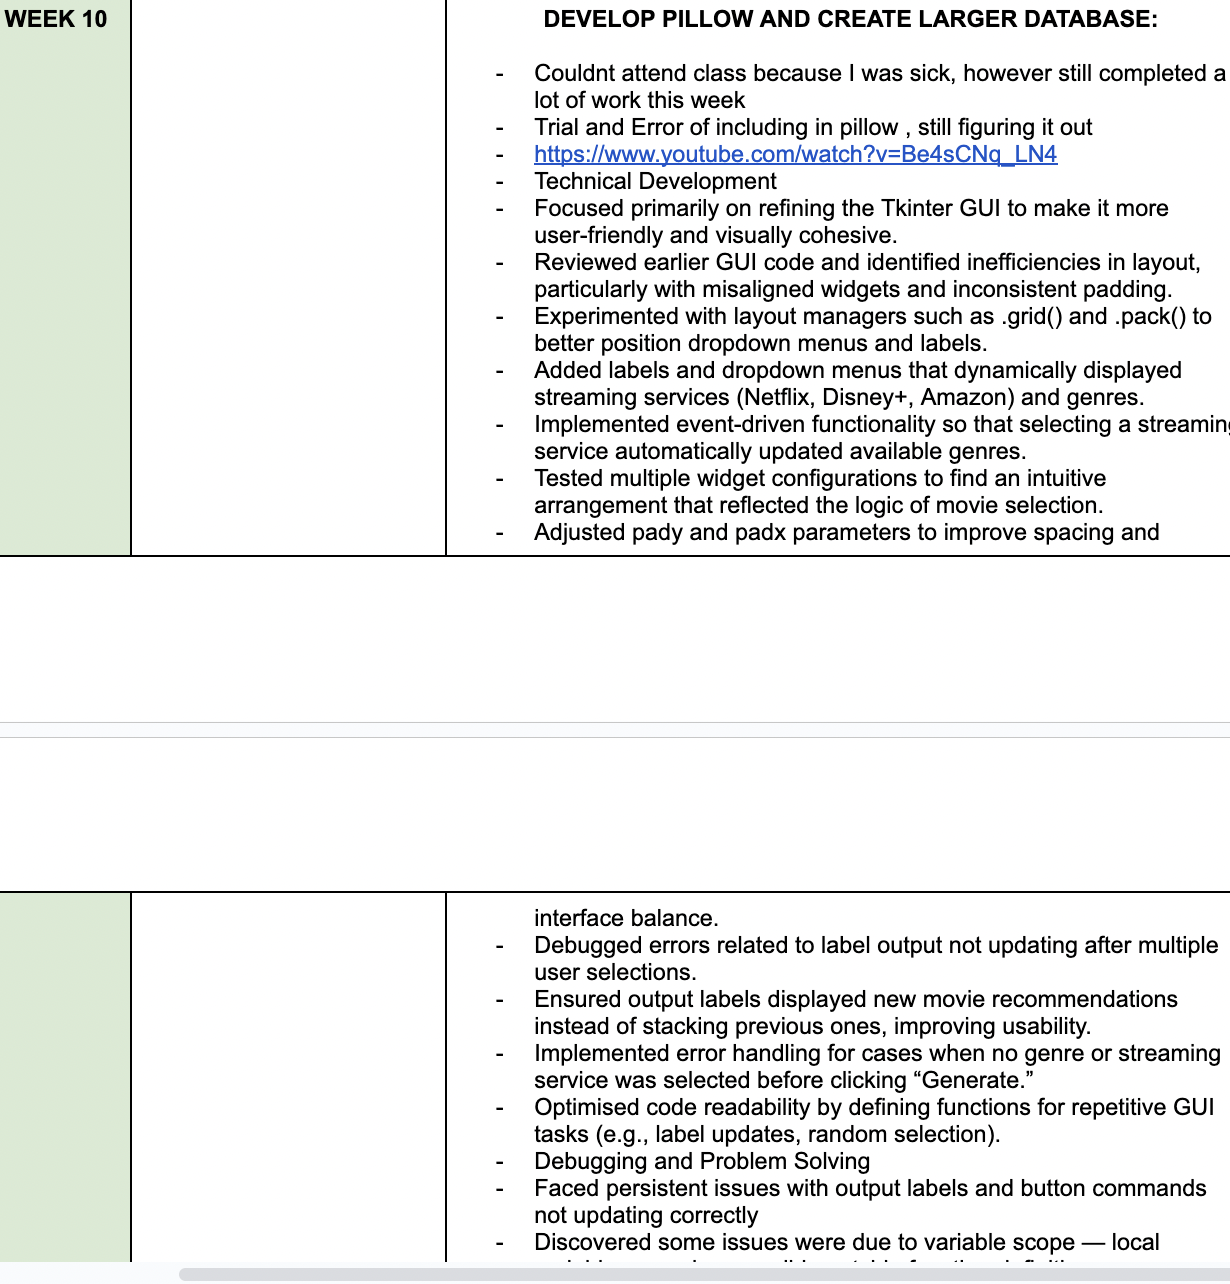 WEEK 10
DEVELOP PILLOW AND CREATE LARGER DATABASE:
- Couldnt attend class because I was sick, however still completed a
lot of work this week
- Trial and Error of including in pillow , still figuring it out
- https://www.youtube.com/watch?v=Be4sCNq_LN4
- Technical Development
- Focused primarily on refining the Tkinter GUI to make it more
user-friendly and visually cohesive.
- Reviewed earlier GUI code and identified inefficiencies in layout,
particularly with misaligned widgets and inconsistent padding.
- Experimented with layout managers such as .grid() and .pack() to
better position dropdown menus and labels.
- Added labels and dropdown menus that dynamically displayed
streaming services (Netflix, Disney+, Amazon) and genres.
- Implemented event-driven functionality so that selecting a streaming
service automatically updated available genres.
- Tested multiple widget configurations to find an intuitive
arrangement that reflected the logic of movie selection.
- Adjusted pady and padx parameters to improve spacing and
interface balance.
- Debugged errors related to label output not updating after multiple
user selections.
- Ensured output labels displayed new movie recommendations
instead of stacking previous ones, improving usability.
- Implemented error handling for cases when no genre or streaming
service was selected before clicking “Generate.”
- Optimised code readability by defining functions for repetitive GUI
tasks (e.g., label updates, random selection).
- Debugging and Problem Solving
- Faced persistent issues with output labels and button commands
not updating correctly
- Discovered some issues were due to variable scope — local